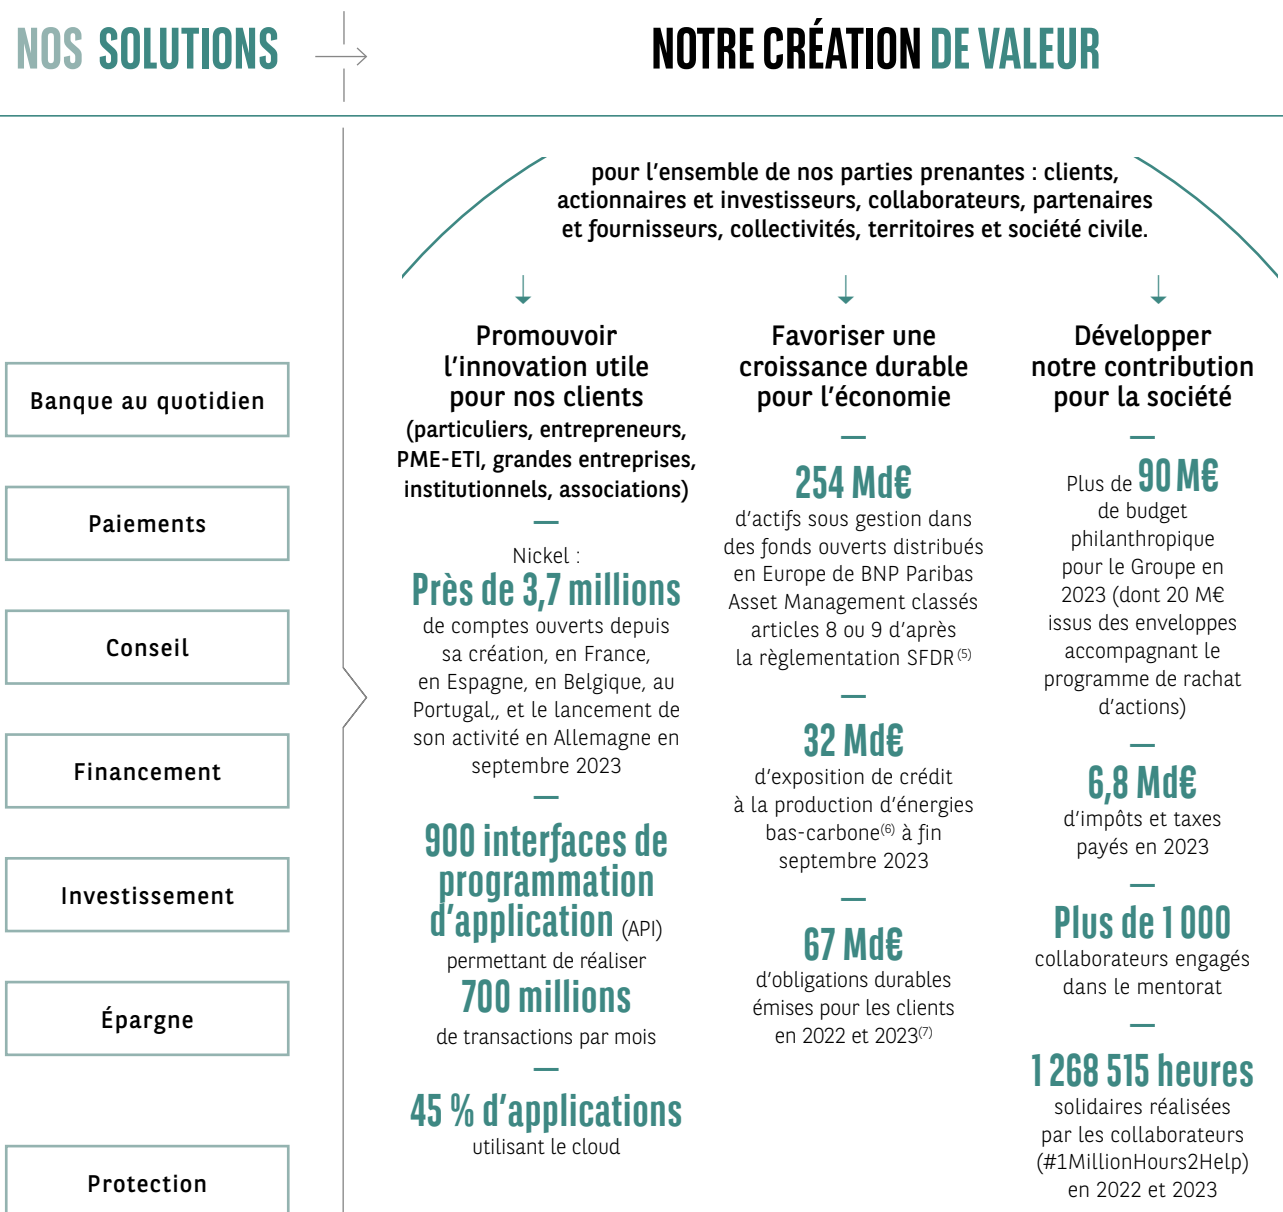 NOS SOLUTIONS
NOTRE CRÉATION DE VALEUR
Banque au quotidien
Paiements
Conseil
Financement
Investissement
Épargne
Protection
pour l'ensemble de nos parties prenantes : clients,
actionnaires et investisseurs, collaborateurs, partenaires
et fournisseurs, collectivités, territoires et société civile.
Promouvoir
l'innovation utile
pour nos clients
(particuliers, entrepreneurs,
PME-ETI, grandes entreprises,
institutionnels, associations)
Nickel :
Près de 3,7 millions
de comptes ouverts depuis
sa création, en France,
en Espagne, en Belgique, au
Portugal,, et le lancement de
son activité en Allemagne en
septembre 2023
900 interfaces de
programmation
d'application (API)
permettant de réaliser
700 millions
de transactions par mois
45 % d'applications
utilisant le cloud
Favoriser une
croissance durable
pour l'économie
254 Md€
d'actifs sous gestion dans
des fonds ouverts distribués
en Europe de BNP Paribas
Asset Management classés
articles 8 ou 9 d'après
la règlementation SFDR (5)
32 Md€
d'exposition de crédit
à la production d'énergies
bas-carbone(6) à fin
septembre 2023
67 Md€
d'obligations durables
émises pour les clients
en 2022 et 2023(7)
Développer
notre contribution
pour la société
Plus de 90 M€
de budget
philanthropique
pour le Groupe en
2023 (dont 20 M€
issus des enveloppes
accompagnant le
programme de rachat
d'actions)
6,8 Md€
d'impôts et taxes
payés en 2023
Plus de 1 000
collaborateurs engagés
dans le mentorat
1 268 515 heures
solidaires réalisées
par les collaborateurs
(#1MillionHours2Help)
en 2022 et 2023